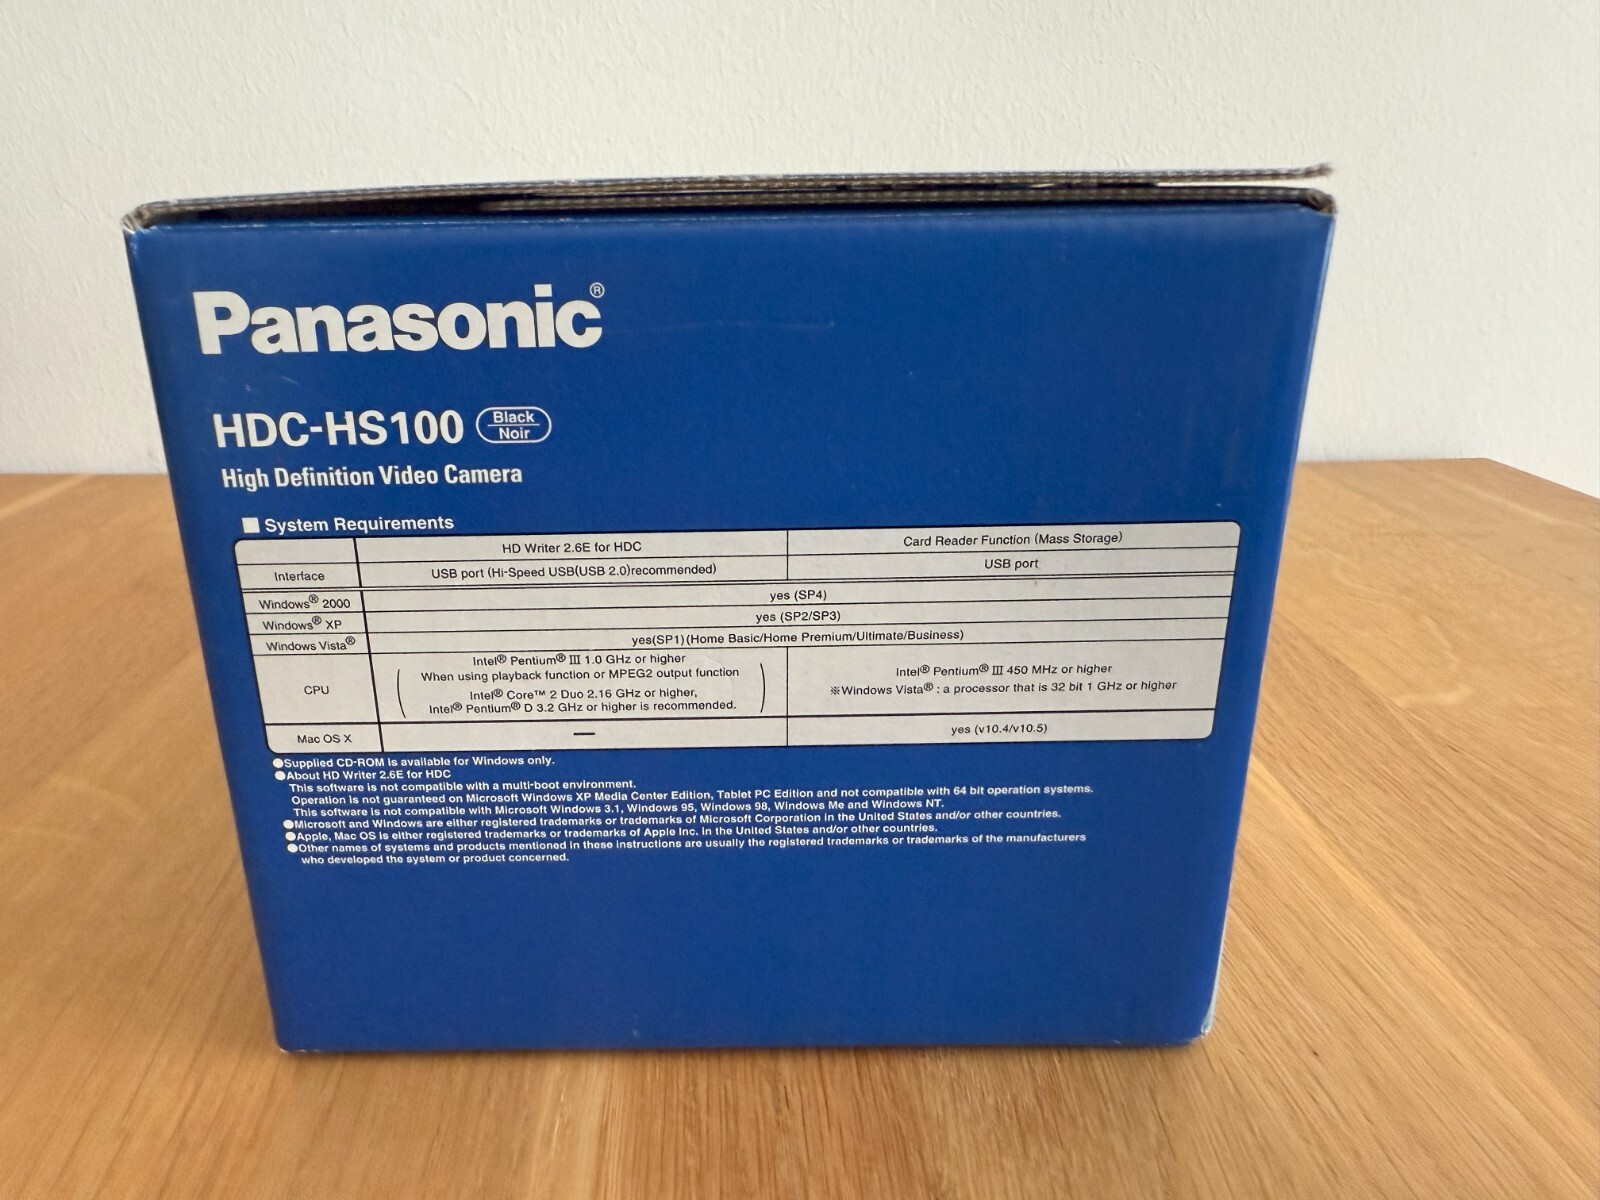 Panasonic®
HDC-HS100 Black
Noir
High Definition Video Camera
■ System Requirements
HD Writer 2.6E for HDC Card Reader Function (Mass Storage)
Interface USB port (Hi-Speed USB(USB 2.0)recommended) USB port
Windows® 2000 yes (SP4)
Windows® XP yes (SP2/SP3)
Windows Vista® yes(SP1)(Home Basic/Home Premium/Ultimate/Business)
CPU
Intel® Pentium® III 1.0 GHz or higher
(When using playback function or MPEG2 output function
Intel® Core™ 2 Duo 2.16 GHz or higher,
Intel® Pentium® D 3.2 GHz or higher is recommended.)
Intel® Pentium® III 450 MHz or higher
※Windows Vista® : a processor that is 32 bit 1 GHz or higher
Mac OS X — yes (v10.4/v10.5)
●Supplied CD-ROM is available for Windows only.
●About HD Writer 2.6E for HDC
This software is not compatible with a multi-boot environment.
Operation is not guaranteed on Microsoft Windows XP Media Center Edition, Tablet PC Edition and not compatible with 64 bit operation systems.
This software is not compatible with Microsoft Windows 3.1, Windows 95, Windows 98, Windows Me and Windows NT.
●Microsoft and Windows are either registered trademarks or trademarks of Microsoft Corporation in the United States and/or other countries.
●Apple, Mac OS is either registered trademarks or trademarks of Apple Inc. in the United States and/or other countries.
●Other names of systems and products mentioned in these instructions are usually the registered trademarks or trademarks of the manufacturers
who developed the system or product concerned.